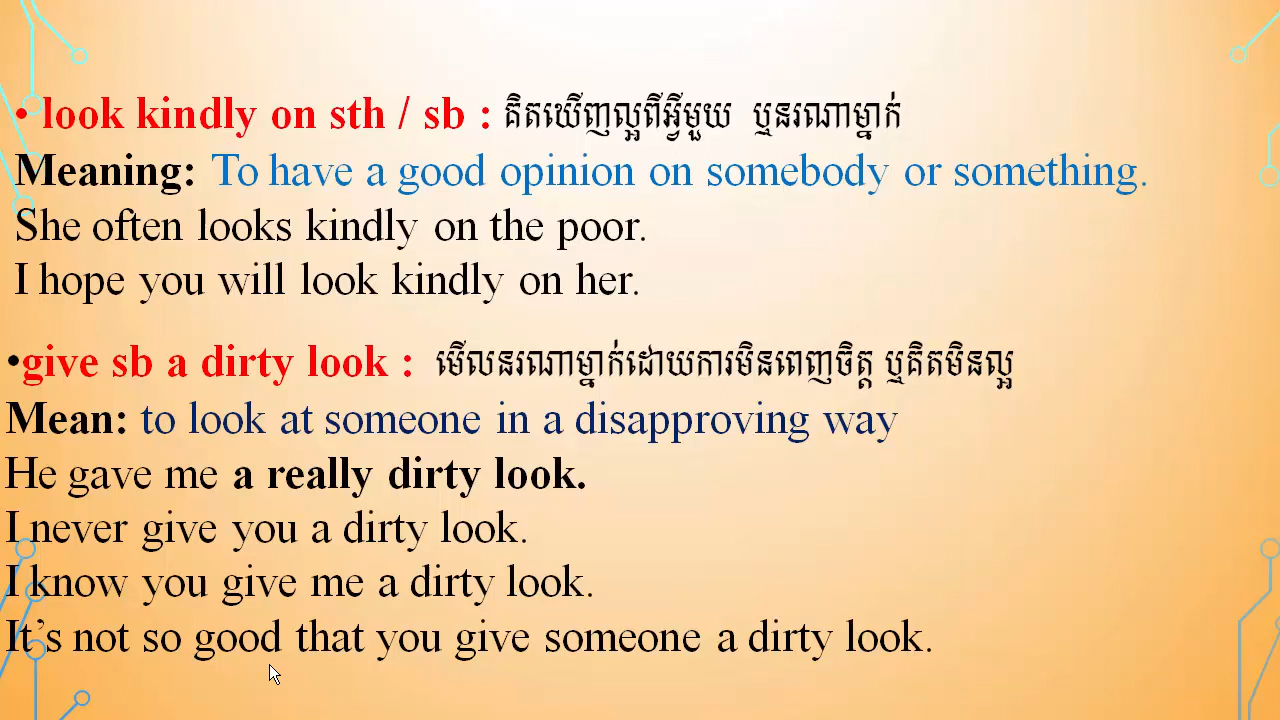 • look kindly on sth / sb : គិតឃើញល្អពីអ្វីមួយ ឬនរណាម្នាក់
Meaning: To have a good opinion on somebody or something.
She often looks kindly on the poor.
I hope you will look kindly on her.
•give sb a dirty look : មើលនរណាម្នាក់ដោយការមិនពេញចិត្ត ឬគិតមិនល្អ
Mean: to look at someone in a disapproving way
He gave me a really dirty look.
I never give you a dirty look.
I know you give me a dirty look.
It’s not so good that you give someone a dirty look.